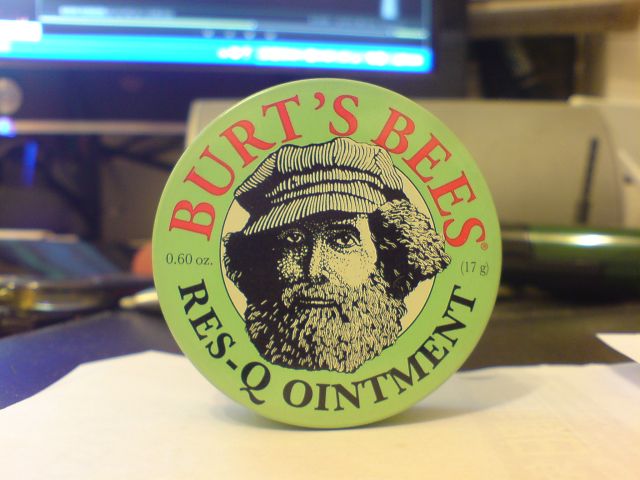 BURT'S BEES®
0.60 oz.
(17 g)
RES-Q OINTMENT